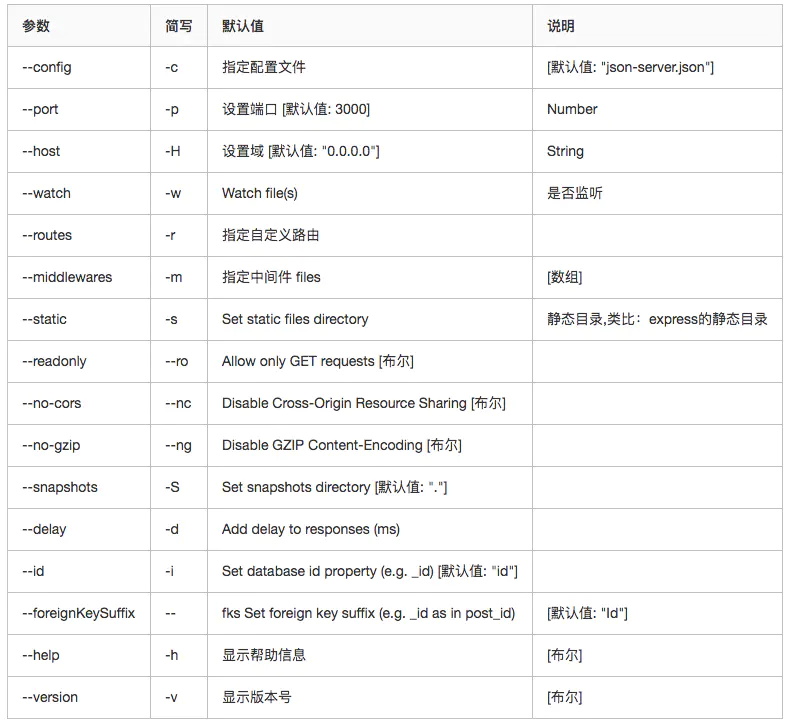 参数 简写 默认值 说明
--config -c 指定配置文件 [默认值: "json-server.json"]
--port -p 设置端口 [默认值: 3000] Number
--host -H 设置域 [默认值: "0.0.0.0"] String
--watch -w Watch file(s) 是否监听
--routes -r 指定自定义路由
--middlewares -m 指定中间件 files [数组]
--static -s Set static files directory 静态目录,类比：express的静态目录
--readonly --ro Allow only GET requests [布尔]
--no-cors --nc Disable Cross-Origin Resource Sharing [布尔]
--no-gzip --ng Disable GZIP Content-Encoding [布尔]
--snapshots -S Set snapshots directory [默认值: "."]
--delay -d Add delay to responses (ms)
--id -i Set database id property (e.g. _id) [默认值: "id"]
--foreignKeySuffix -- fks Set foreign key suffix (e.g. _id as in post_id) [默认值: "Id"]
--help -h 显示帮助信息 [布尔]
--version -v 显示版本号 [布尔]